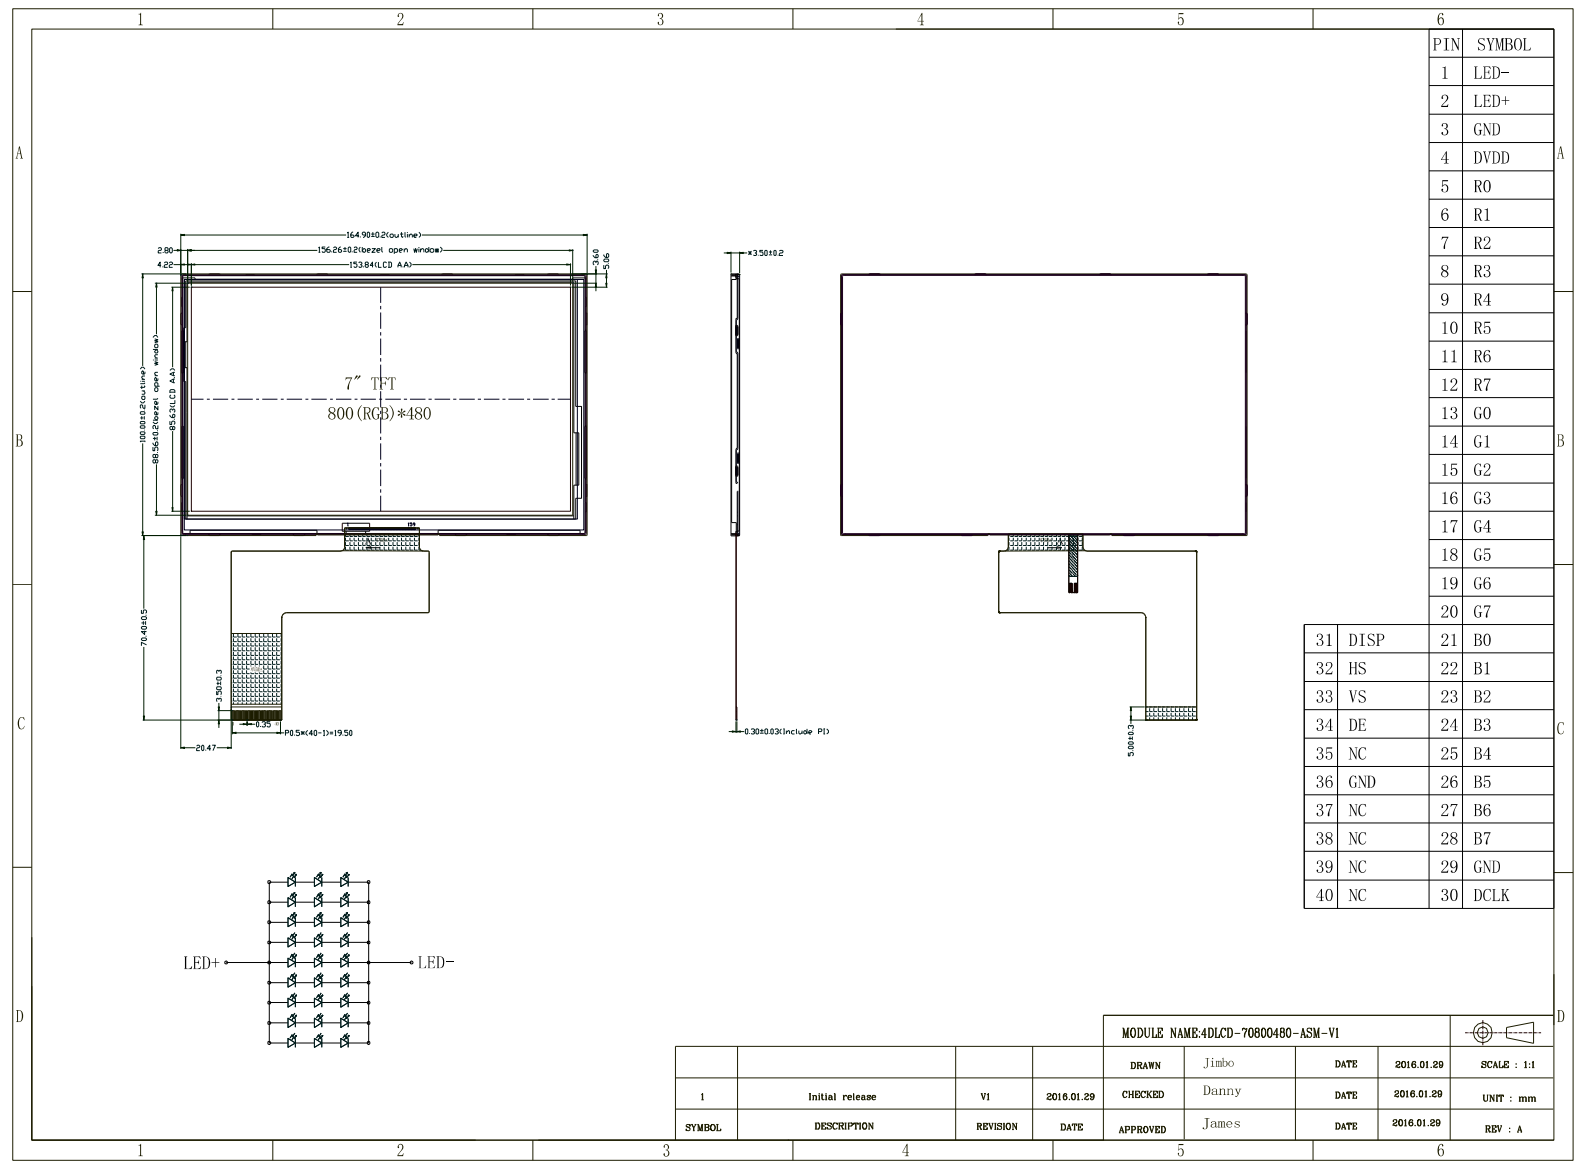 1 2 3 4 5 6
PIN SYMBOL
1 LED-
2 LED+
3 GND
A A
4 DVDD
5 R0
6 R1
7 R2
8 R3
9 R4
10 R5
11 R6
12 R7
13 G0
14 G1
15 G2
16 G3
17 G4
18 G5
19 G6
20 G7
31 DISP 21 B0
32 HS 22 B1
33 VS 23 B2
34 DE 24 B3
35 NC 25 B4
36 GND 26 B5
37 NC 27 B6
38 NC 28 B7
39 NC 29 GND
40 NC 30 DCLK
164.90±0.2(outline)
2.80 156.26±0.2(bezel open window)
4.22 153.84(LCD A.A)
3.60
5.06
100.00±0.2(outline)
88.56±0.2(bezel open window)
85.63(LCD A.A)
7″ TFT
800(RGB)*480
B B
*3.50±0.2
70.40±0.5
3.50±0.3
0.35
P0.5*(40-1)=19.50
20.47
0.30±0.03(Include PI)
5.00±0.3
C C
LED+ LED-
D D
MODULE NAME:4DLCD-70800480-ASM-V1
DRAWN Jimbo DATE 2016.01.29 SCALE : 1:1
1 Initial release V1 2016.01.29 CHECKED Danny DATE 2016.01.29 UNIT : mm
SYMBOL DESCRIPTION REVISION DATE APPROVED James DATE 2016.01.29 REV : A
1 2 3 4 5 6